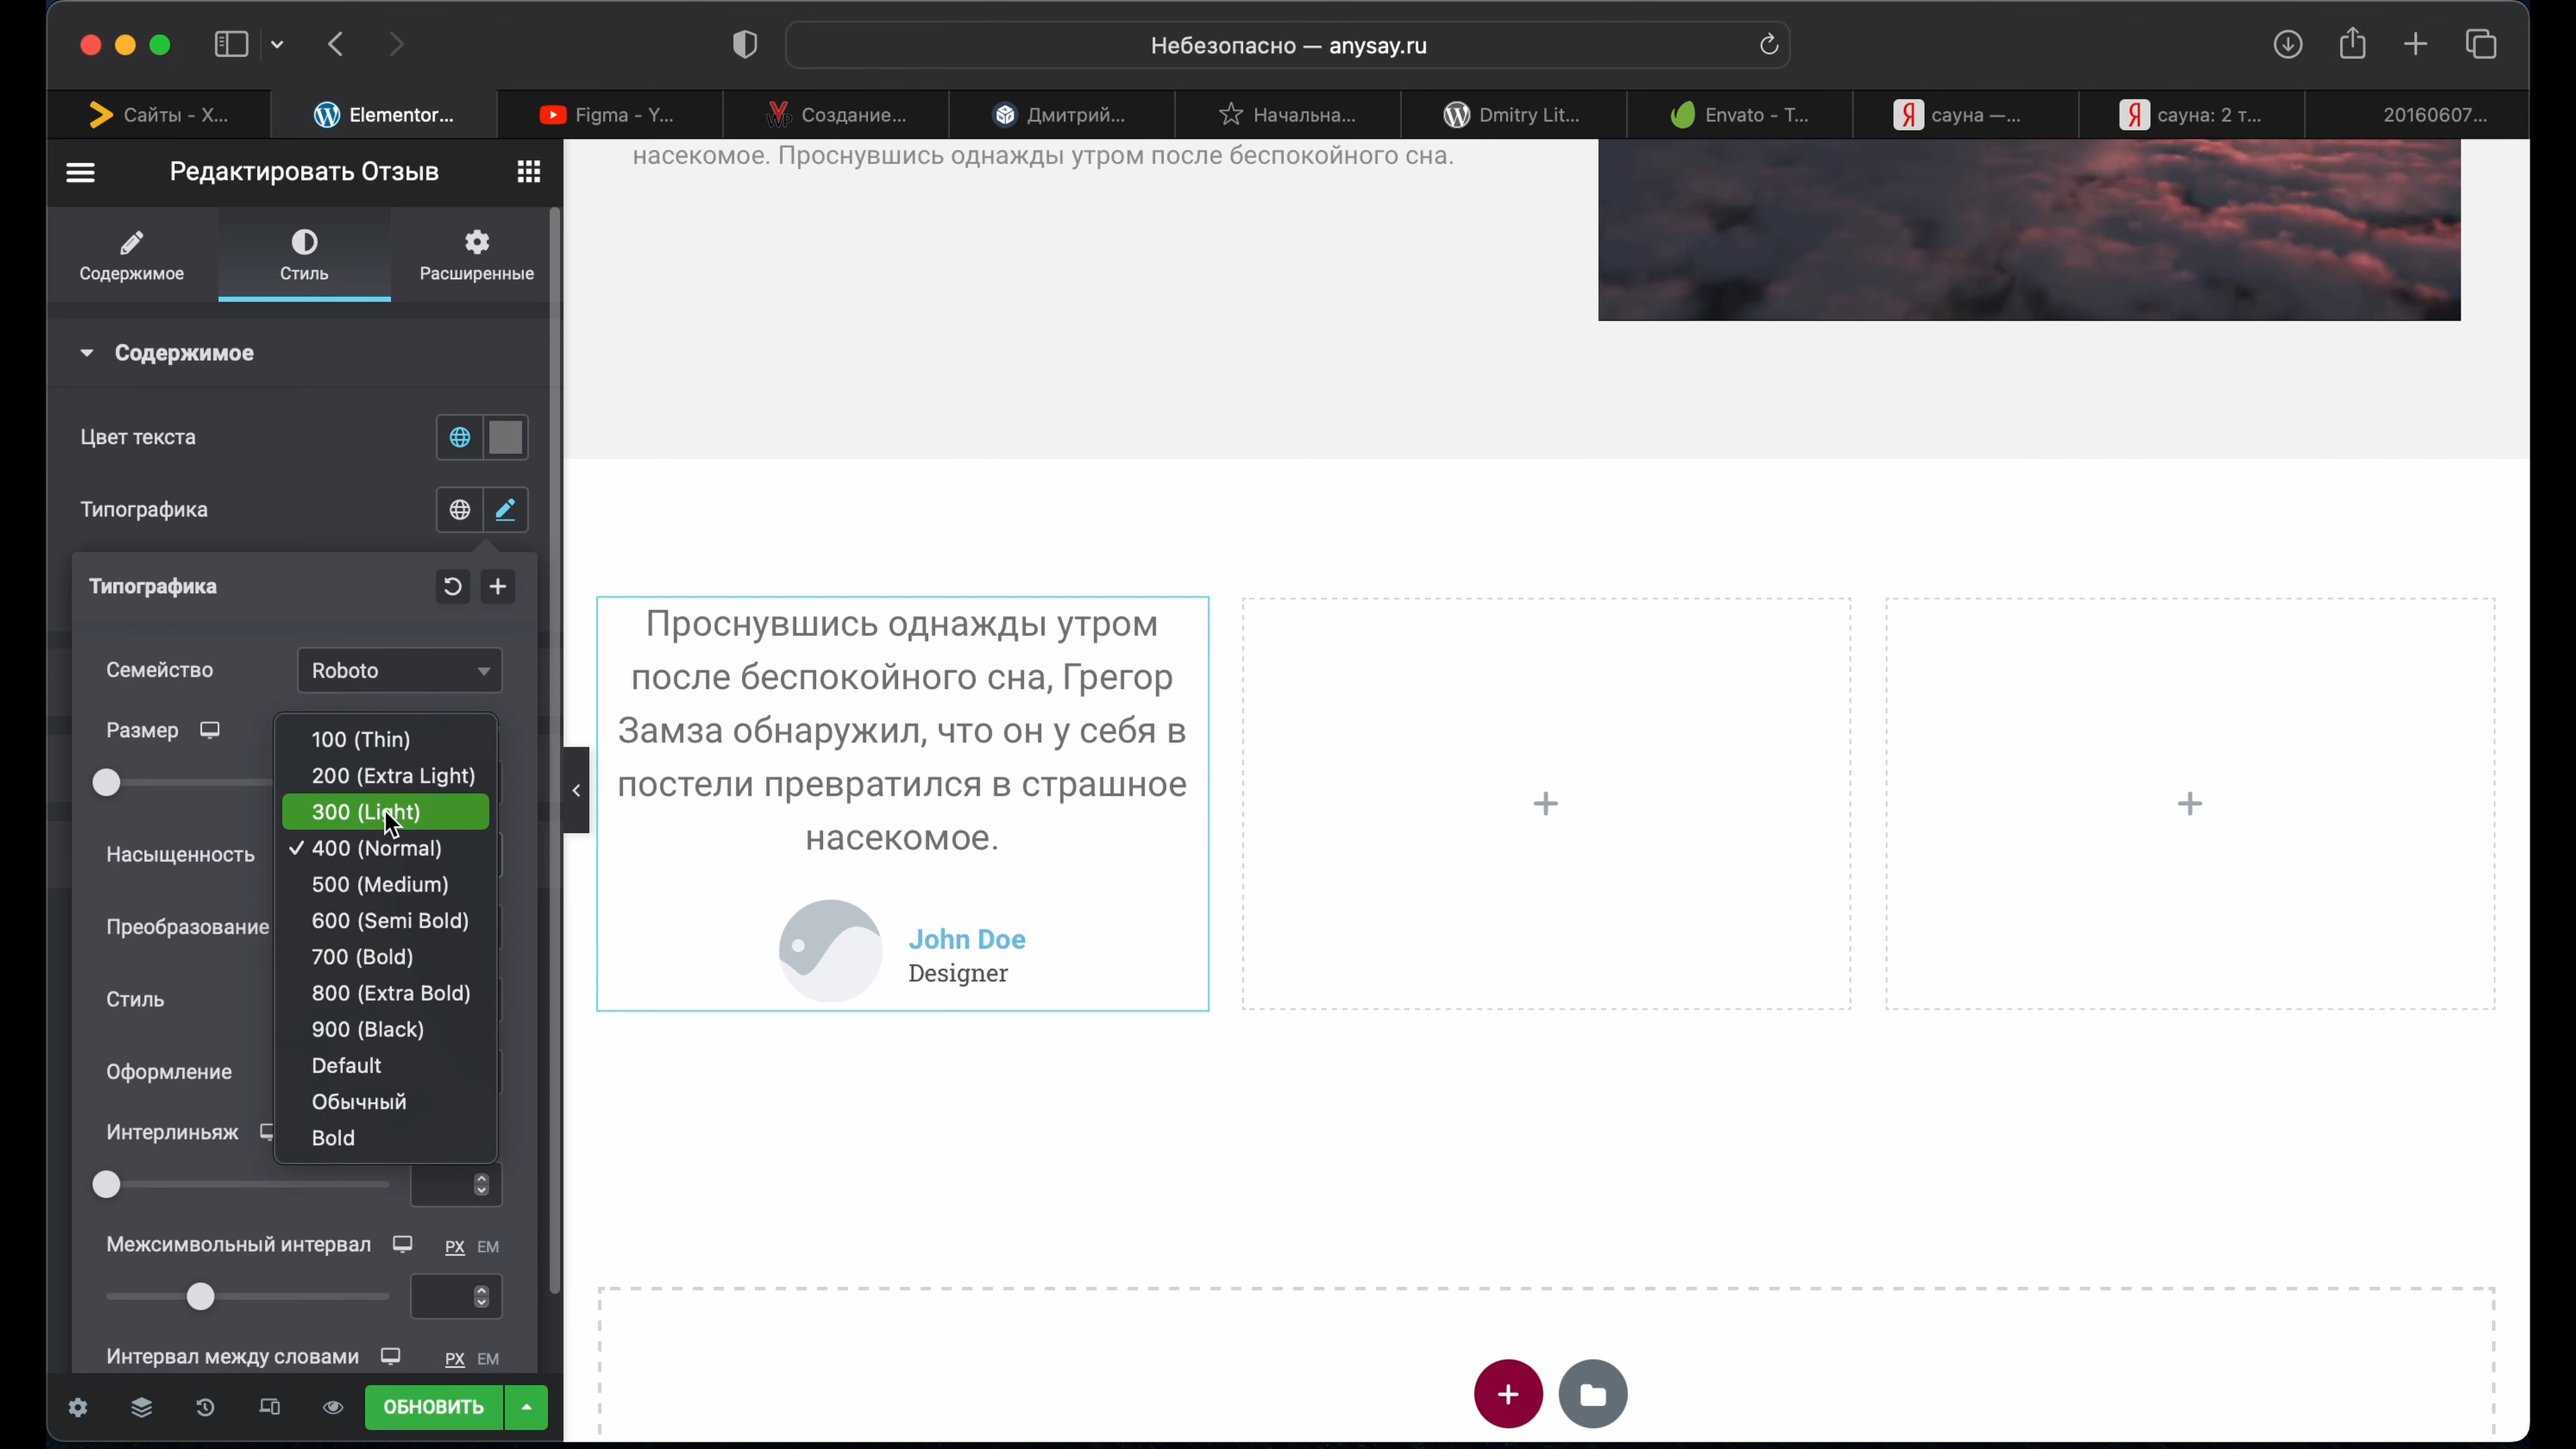 Небезопасно — anysay.ru
Сайты - X...
Elementor...
Figma - Y...
Создание...
Дмитрий...
Начальна...
Dmitry Lit...
Envato - T...
сауна —...
сауна: 2 т...
20160607...
Редактировать Отзыв
Содержимое
Стиль
Расширенные
Содержимое
Цвет текста
Типографика
Типографика
Семейство
Roboto
Размер
100 (Thin)
200 (Extra Light)
300 (Light)
400 (Normal)
500 (Medium)
600 (Semi Bold)
700 (Bold)
800 (Extra Bold)
900 (Black)
Default
Обычный
Bold
Насыщенность
Преобразование
Стиль
Оформление
Интерлиньяж
Межсимвольный интервал
PX EM
Интервал между словами
PX EM
ОБНОВИТЬ
насекомое. Проснувшись однажды утром после беспокойного сна.
Проснувшись однажды утром
после беспокойного сна, Грегор
Замза обнаружил, что он у себя в
постели превратился в страшное
насекомое.
John Doe
Designer